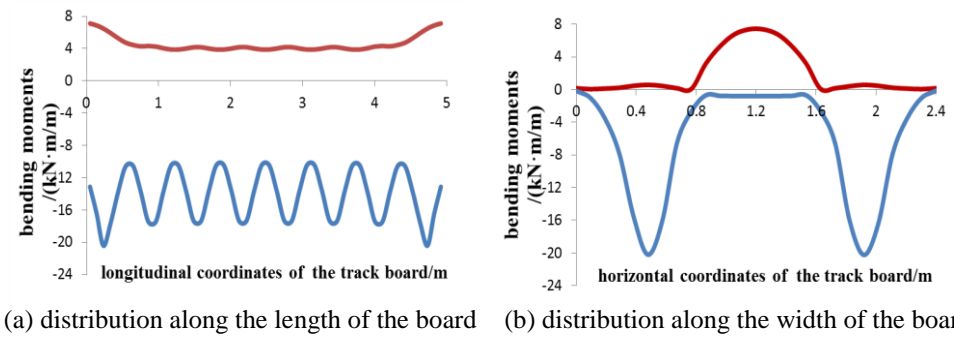 8
4
0
-4
-8
-12
-16
-20
-24
0 1 2 3 4 5
bending moments
/(kN·m/m)
longitudinal coordinates of the track board/m
8
4
0
-4
-8
-12
-16
-20
-24
0 0.4 0.8 1.2 1.6 2 2.4
bending moments
/(kN·m/m)
horizontal coordinates of the track board/m
(a) distribution along the length of the board (b) distribution along the width of the boar